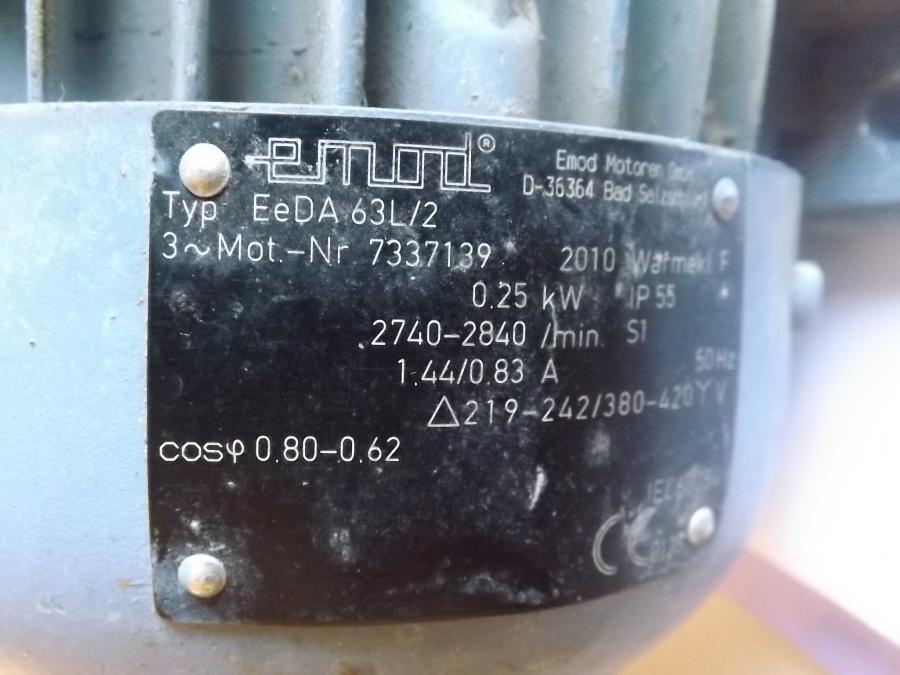 emod®
Emod Motoren GmbH
D-36364 Bad Salzschlirf
Typ EeDA 63L/2
3~Mot.-Nr 7337139 2010 Wärmekl. F
0.25 kW IP 55
2740-2840 /min. S1
50 Hz
1.44/0.83 A
△219-242/380-420Y V
cosφ 0.80-0.62
CE